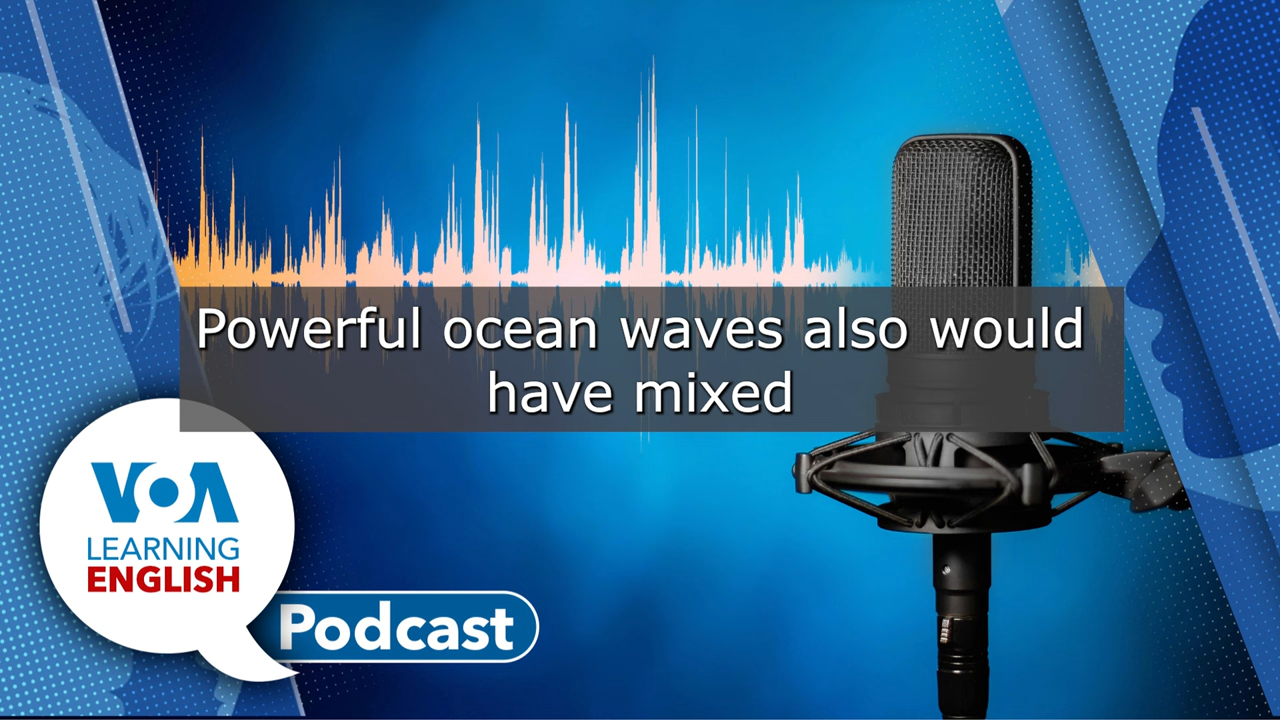 Powerful ocean waves also would
have mixed
VOA
LEARNING
ENGLISH
Podcast